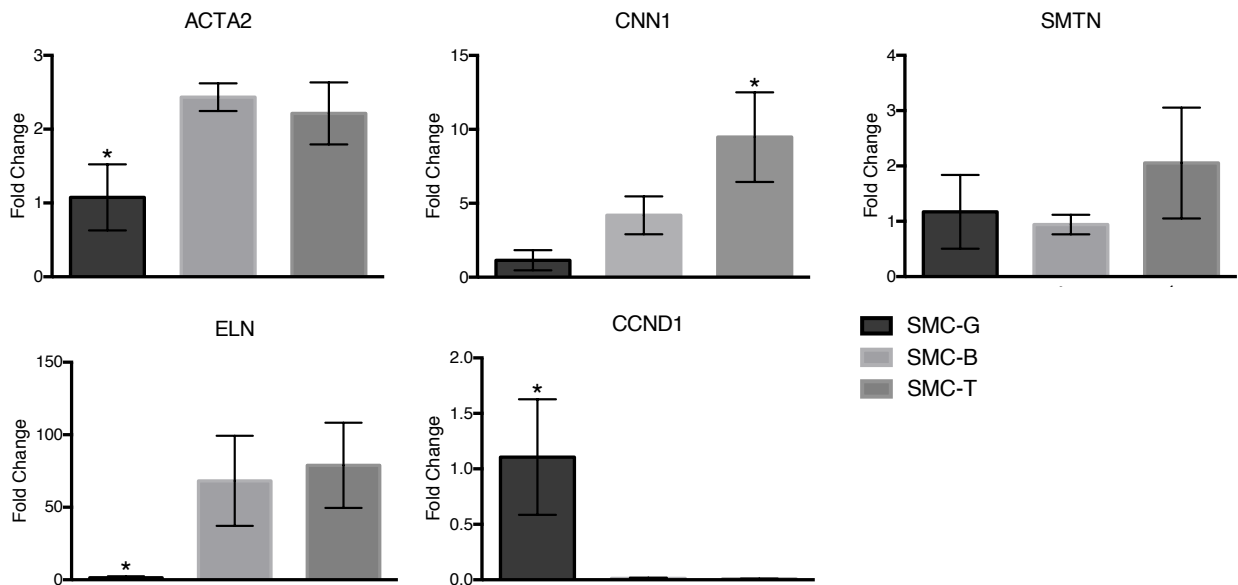 ACTA2
Fold Change
3
2
1
0
*
CNN1
Fold Change
15
10
5
0
*
SMTN
Fold Change
4
3
2
1
0
ELN
Fold Change
150
100
50
0
*
CCND1
Fold Change
2.0
1.5
1.0
0.5
0.0
*
SMC-G
SMC-B
SMC-T